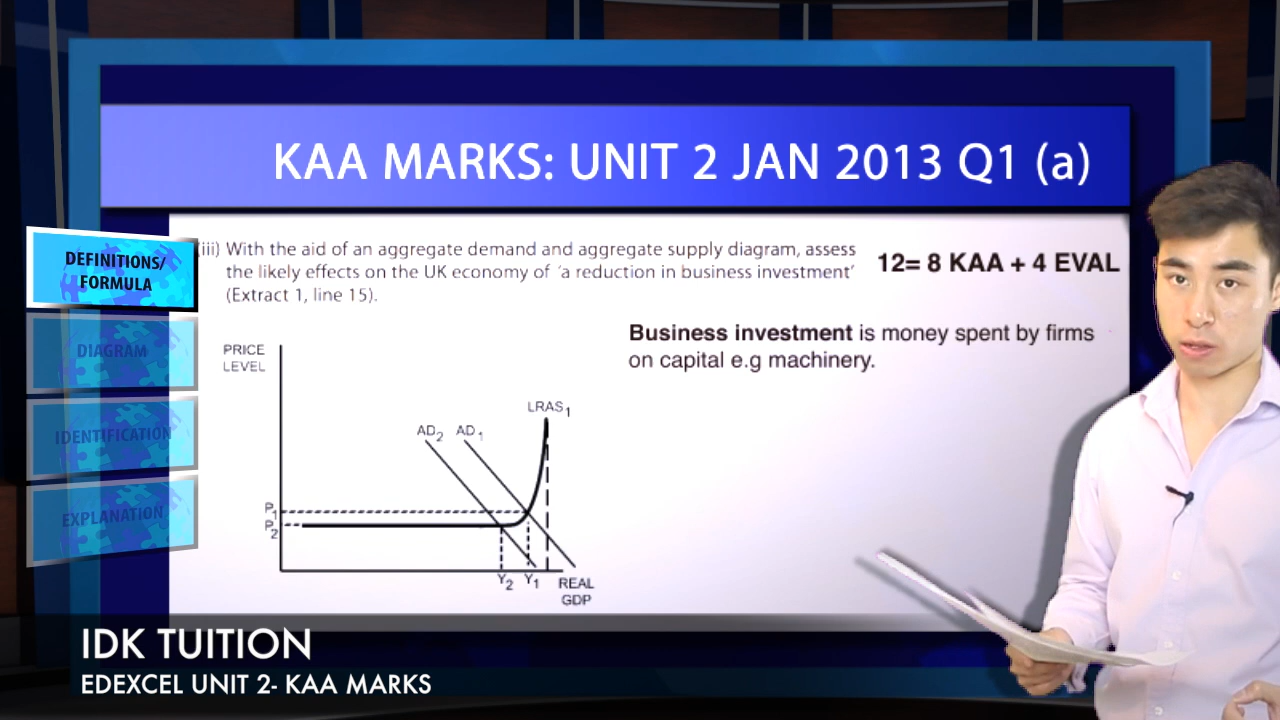 KAA MARKS: UNIT 2 JAN 2013 Q1 (a)
DEFINITIONS/
FORMULA
DIAGRAM
IDENTIFICATION
EXPLANATION
(iii) With the aid of an aggregate demand and aggregate supply diagram, assess
the likely effects on the UK economy of 'a reduction in business investment'
(Extract 1, line 15).
12= 8 KAA + 4 EVAL
Business investment is money spent by firms
on capital e.g machinery.
PRICE
LEVEL
LRAS1
AD2 AD1
P1
P2
Y2 Y1 REAL
GDP
IDK TUITION
EDEXCEL UNIT 2- KAA MARKS